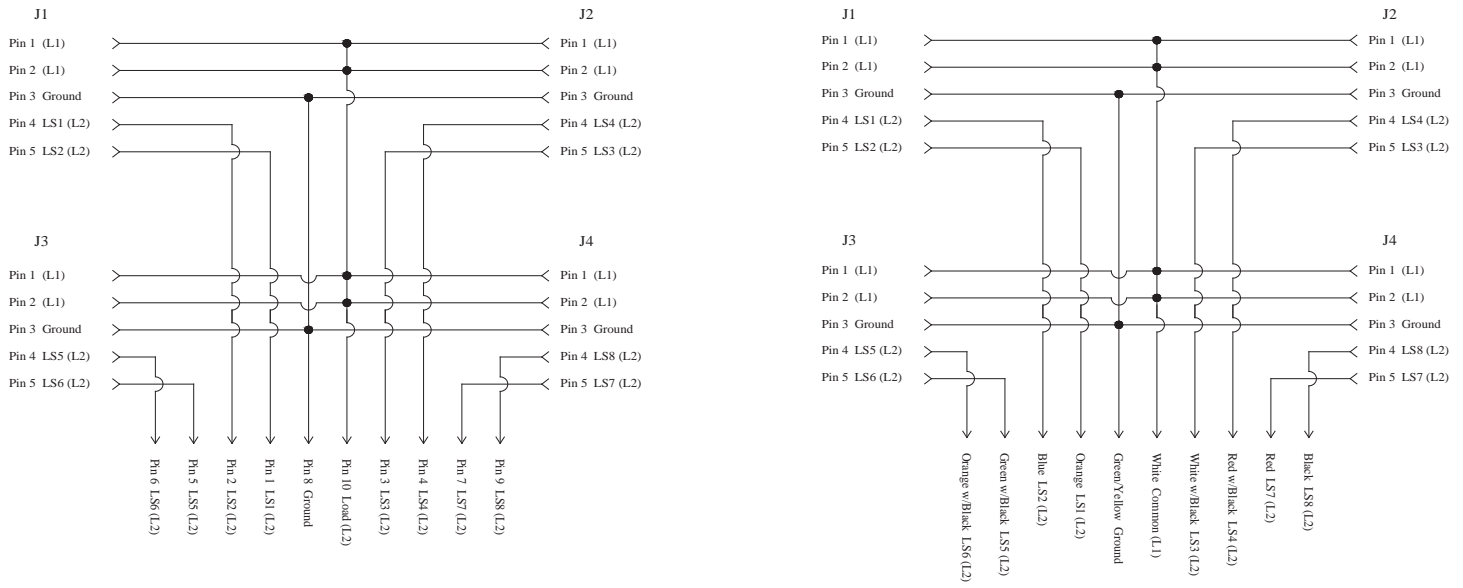 J1
J2
Pin 1 (L1)
Pin 1 (L1)
Pin 2 (L1)
Pin 2 (L1)
Pin 3 Ground
Pin 3 Ground
Pin 4 LS1 (L2)
Pin 4 LS4 (L2)
Pin 5 LS2 (L2)
Pin 5 LS3 (L2)
J3
J4
Pin 1 (L1)
Pin 1 (L1)
Pin 2 (L1)
Pin 2 (L1)
Pin 3 Ground
Pin 3 Ground
Pin 4 LS5 (L2)
Pin 4 LS8 (L2)
Pin 5 LS6 (L2)
Pin 5 LS7 (L2)
Pin 6 LS6 (L2)
Pin 5 LS5 (L2)
Pin 2 LS2 (L2)
Pin 1 LS1 (L2)
Pin 8 Ground
Pin 10 Load (L2)
Pin 3 LS3 (L2)
Pin 4 LS4 (L2)
Pin 7 LS7 (L2)
Pin 9 LS8 (L2)
J1
J2
Pin 1 (L1)
Pin 1 (L1)
Pin 2 (L1)
Pin 2 (L1)
Pin 3 Ground
Pin 3 Ground
Pin 4 LS1 (L2)
Pin 4 LS4 (L2)
Pin 5 LS2 (L2)
Pin 5 LS3 (L2)
J3
J4
Pin 1 (L1)
Pin 1 (L1)
Pin 2 (L1)
Pin 2 (L1)
Pin 3 Ground
Pin 3 Ground
Pin 4 LS5 (L2)
Pin 4 LS8 (L2)
Pin 5 LS6 (L2)
Pin 5 LS7 (L2)
Orange w/Black LS6 (L2)
Green w/Black LS5 (L2)
Blue LS2 (L2)
Orange LS1 (L2)
Green/Yellow Ground
White Common (L1)
White w/Black LS3 (L2)
Red w/Black LS4 (L2)
Red LS7 (L2)
Black LS8 (L2)